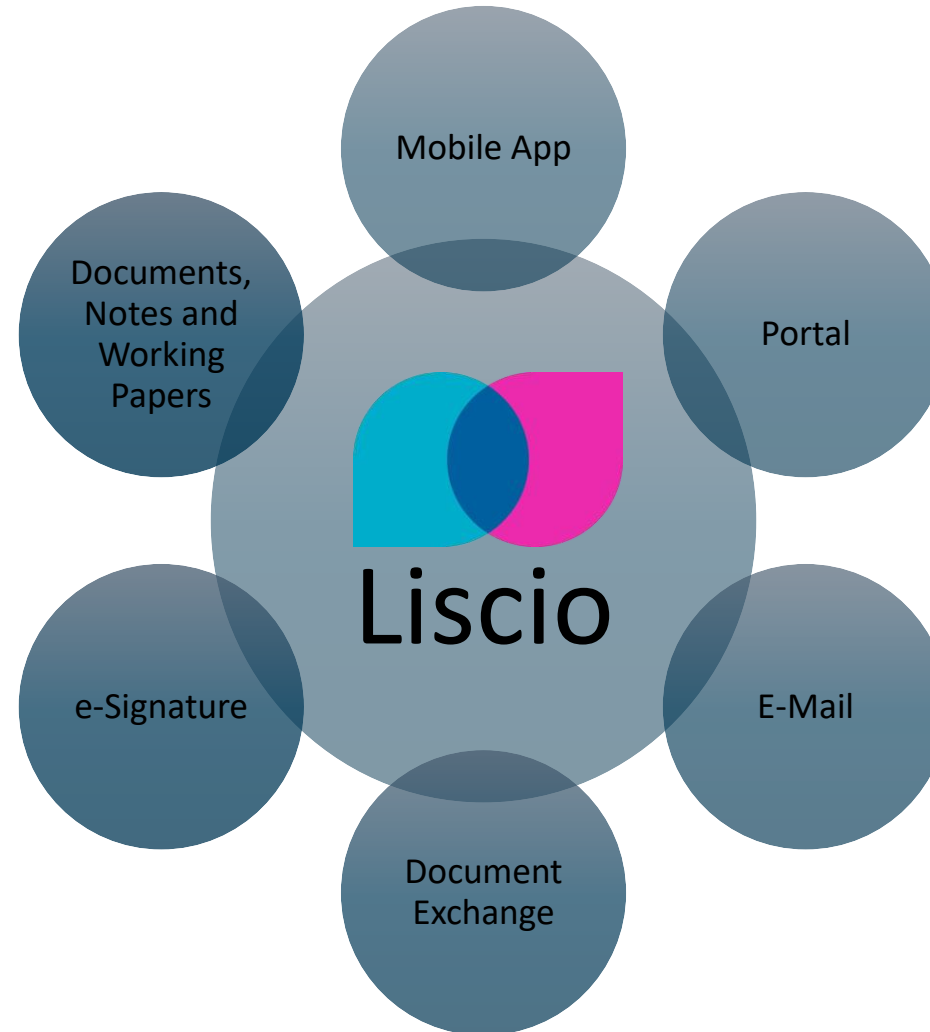 Mobile App
Documents,
Notes and
Working
Papers
Portal
Liscio
e-Signature
E-Mail
Document
Exchange